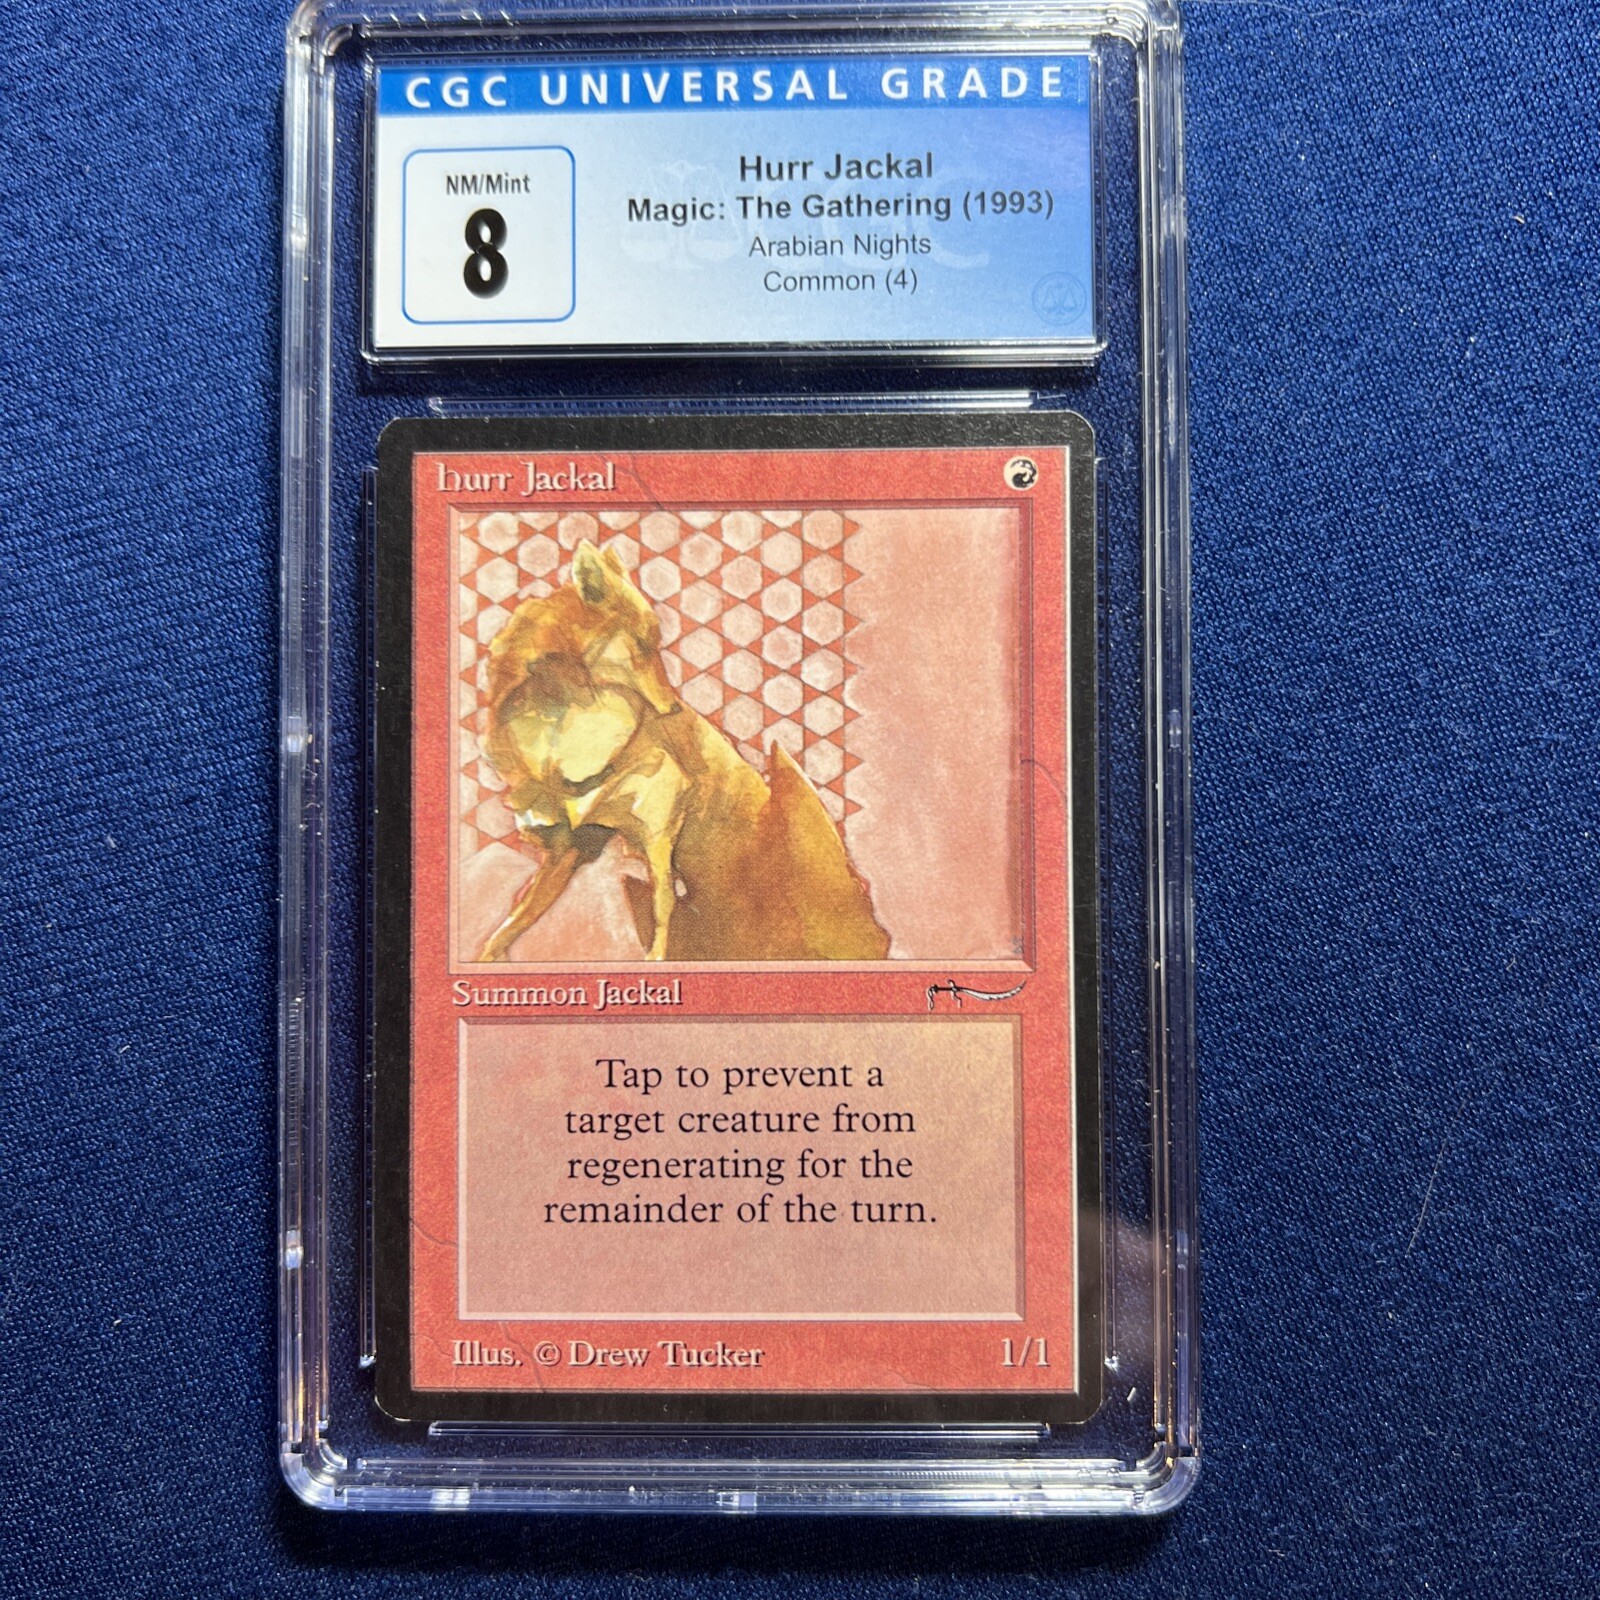 CGC UNIVERSAL GRADE
NM/Mint
8
Hurr Jackal
Magic: The Gathering (1993)
Arabian Nights
Common (4)
Hurr Jackal
Summon Jackal
Tap to prevent a
target creature from
regenerating for the
remainder of the turn.
Illus. © Drew Tucker
1/1